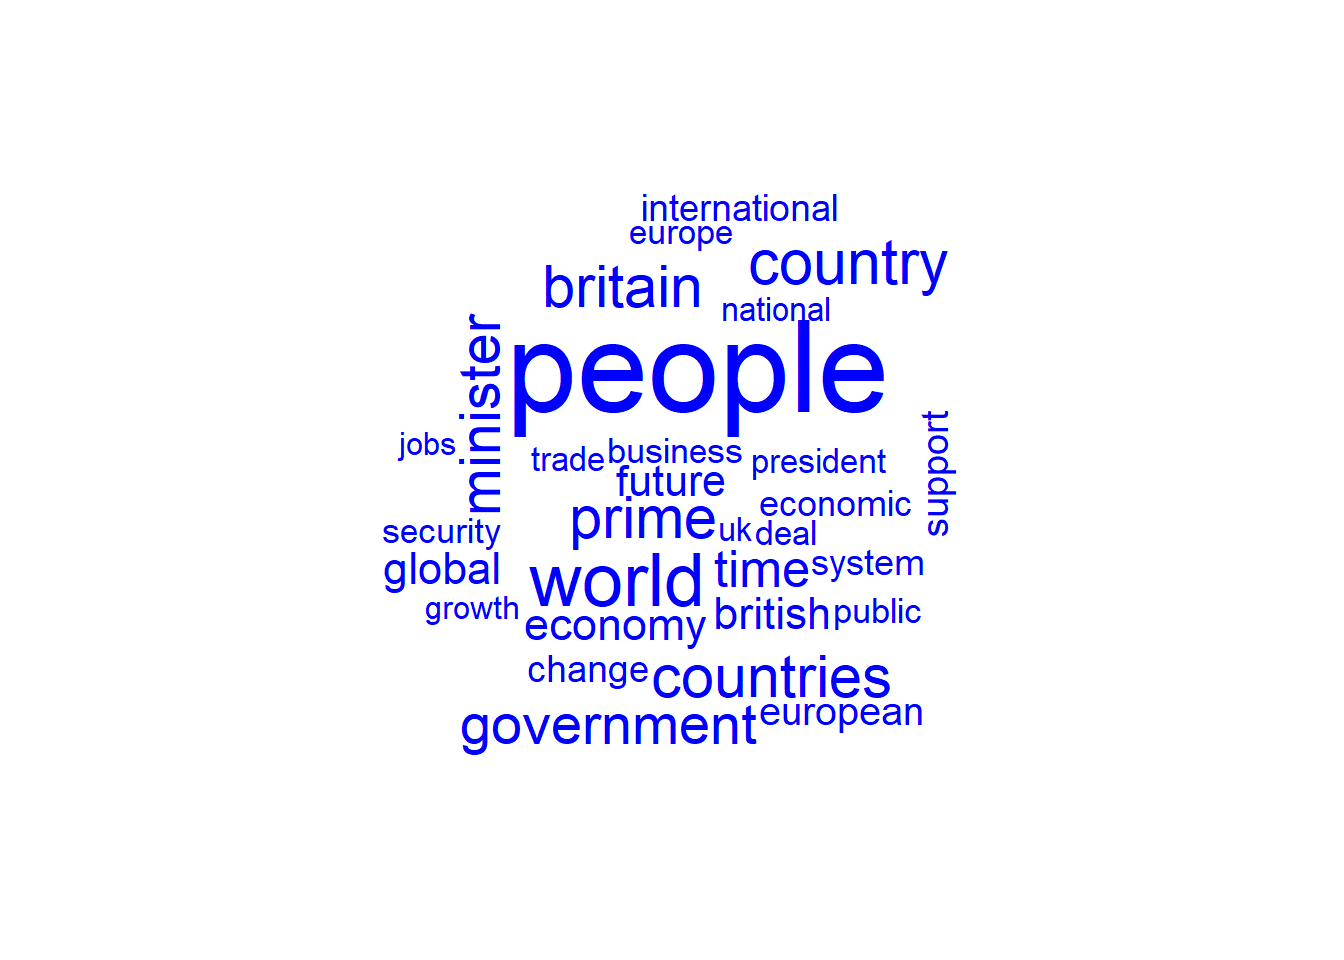 international
europe
country
britain
national
people
minister
jobs
trade
business
president
support
future
economic
prime
uk
deal
security
global
world
time
system
growth
economy
british
public
change
countries
european
government